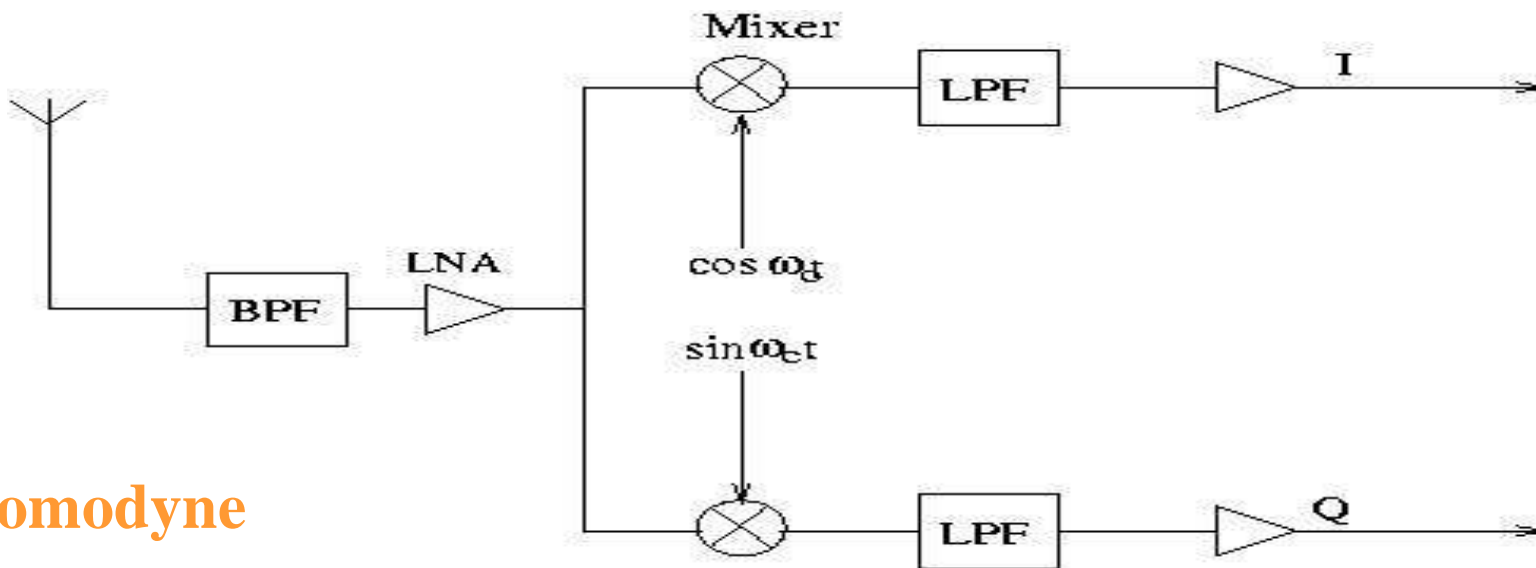 Mixer
LPF
I
LNA
cos ωct
BPF
sin ωct
omodyne
LPF
Q